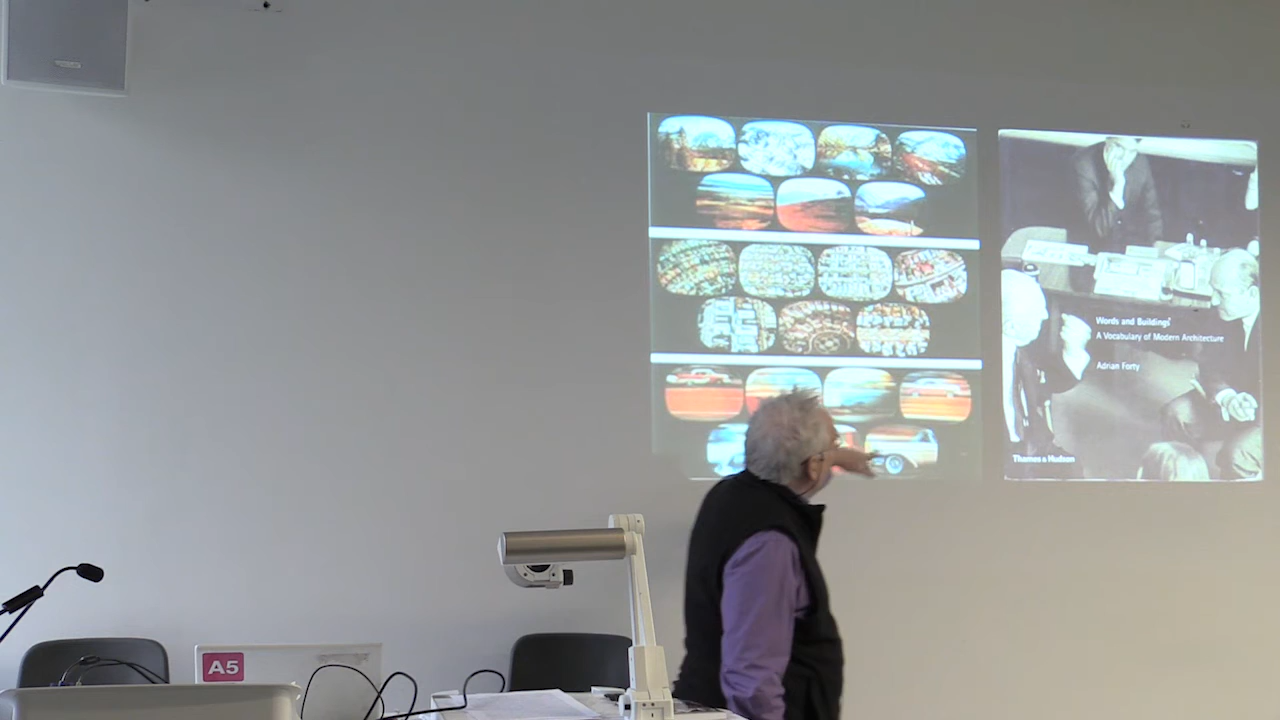 Words and Buildings
A Vocabulary of Modern Architecture
Adrian Forty
Thames & Hudson
A5